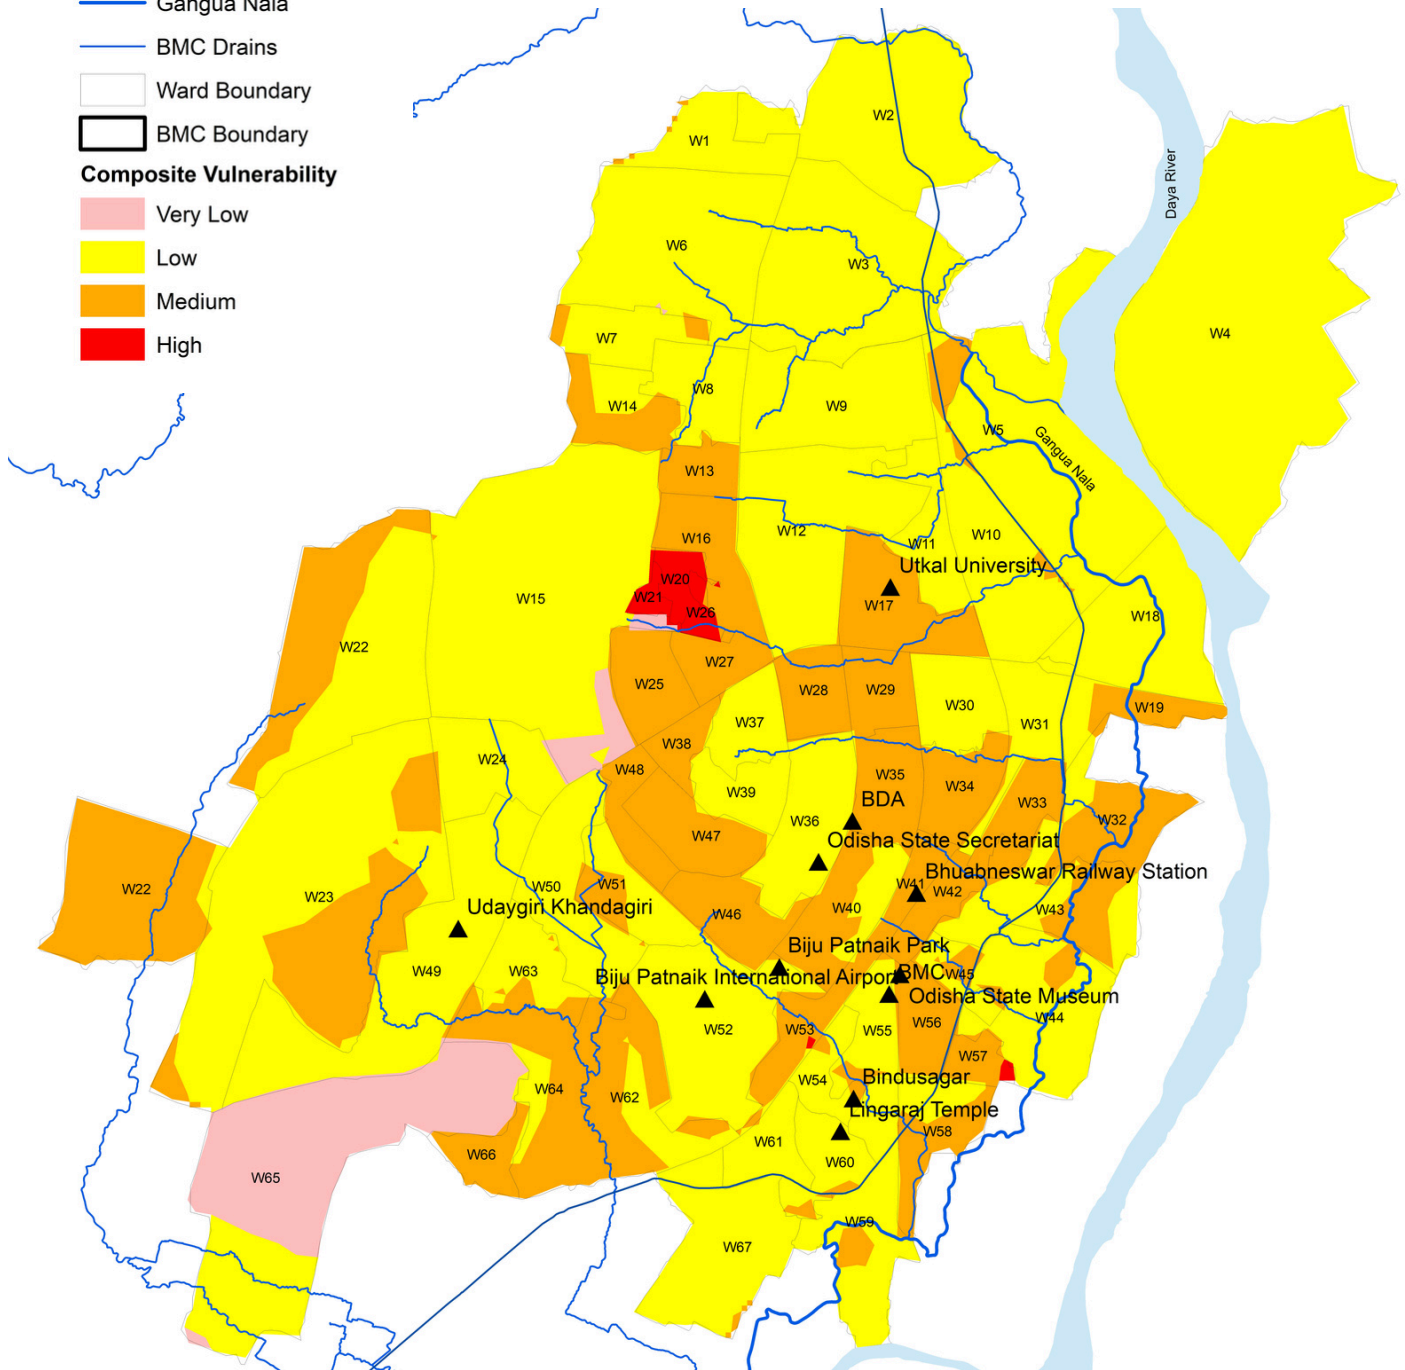 Gangua Nala
BMC Drains
Ward Boundary
BMC Boundary
Composite Vulnerability
Very Low
Low
Medium
High
W2
W1
Daya River
W6
W3
W7
W4
W8
W14
W9
W5
Gangua Nala
W13
W12
W16
W11
W10
Utkal University
W20
W21
W15
W17
W26
W18
W22
W27
W25
W28
W29
W30
W19
W37
W31
W38
W24
W48
W35
W34
W39
BDA
W33
W36
W32
W47
Odisha State Secretariat
Bhuabneswar Railway Station
W22
W23
W50
W51
W41
W42
Udaygiri Khandagiri
W46
W40
W43
Biju Patnaik Park
W49
W63
Biju Patnaik International Airport
BMC
W45
Odisha State Museum
W52
W53
W55
W56
W44
W57
W54
Bindusagar
W64
W62
Lingaraj Temple
W58
W66
W61
W60
W65
W59
W67